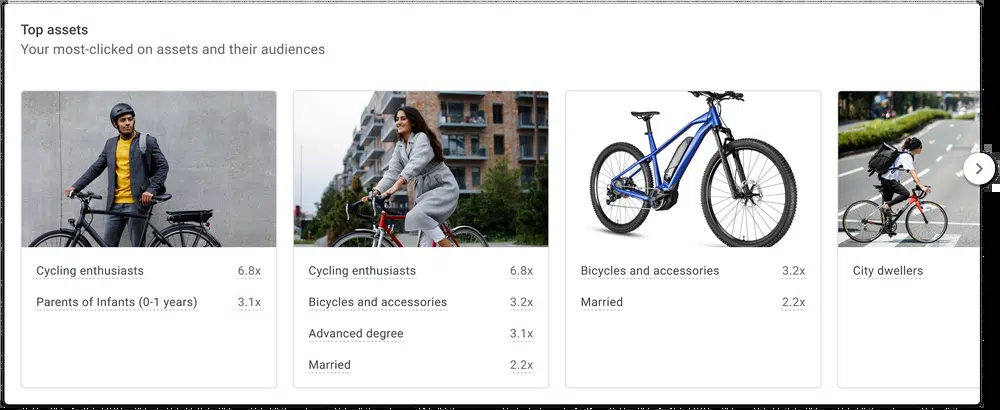 Top assets
Your most-clicked on assets and their audiences
Cycling enthusiasts 6.8x
Parents of Infants (0-1 years) 3.1x
Cycling enthusiasts 6.8x
Bicycles and accessories 3.2x
Advanced degree 3.1x
Married 2.2x
Bicycles and accessories 3.2x
Married 2.2x
City dwellers